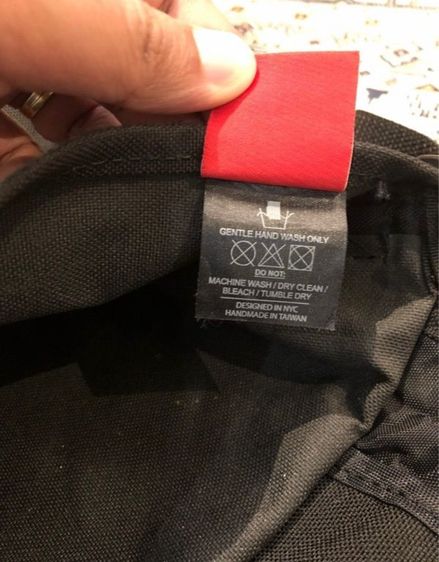 GENTLE HAND WASH ONLY
DO NOT:
MACHINE WASH / DRY CLEAN /
BLEACH / TUMBLE DRY
DESIGNED IN NYC
HANDMADE IN TAIWAN